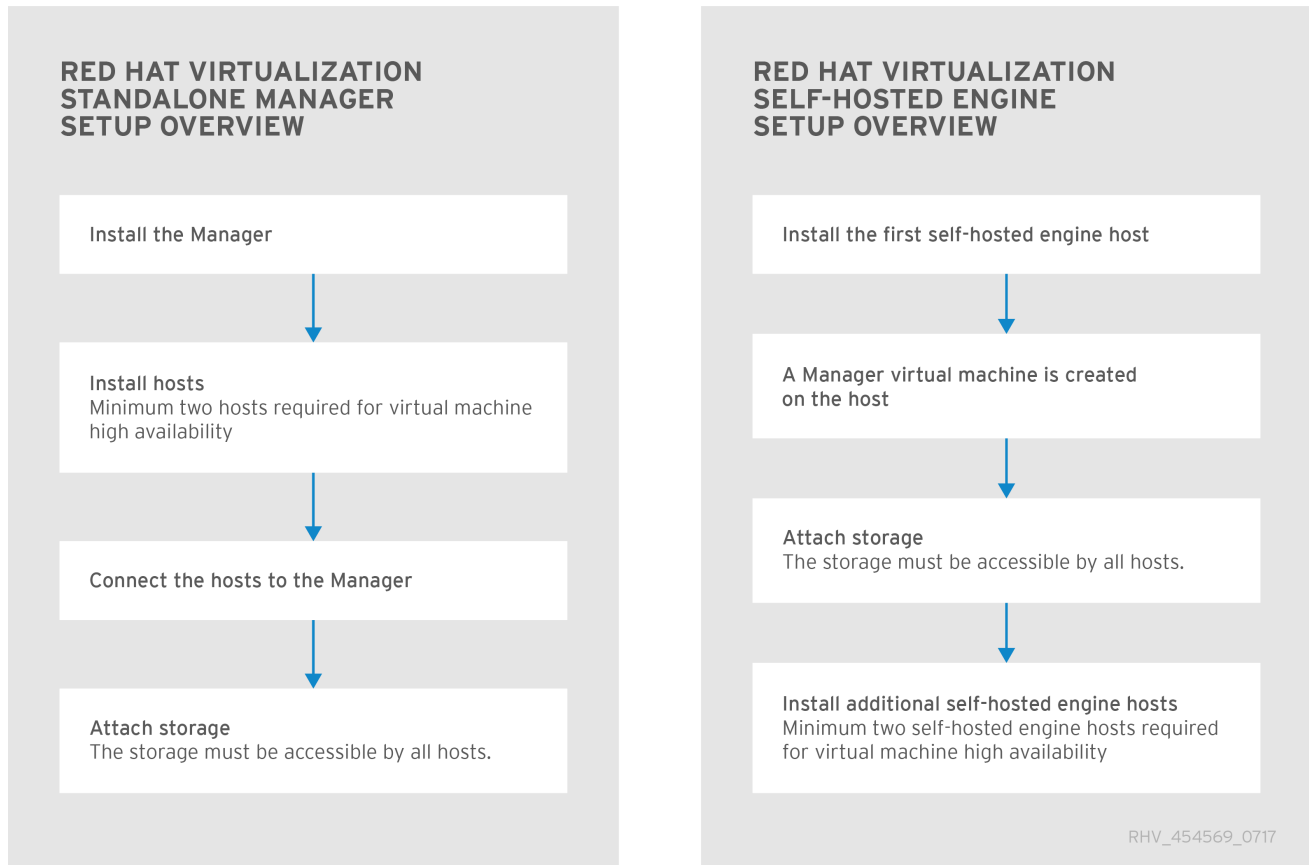 RED HAT VIRTUALIZATION
STANDALONE MANAGER
SETUP OVERVIEW
Install the Manager
Install hosts
Minimum two hosts required for virtual machine
high availability
Connect the hosts to the Manager
Attach storage
The storage must be accessible by all hosts.
RED HAT VIRTUALIZATION
SELF-HOSTED ENGINE
SETUP OVERVIEW
Install the first self-hosted engine host
A Manager virtual machine is created
on the host
Attach storage
The storage must be accessible by all hosts.
Install additional self-hosted engine hosts
Minimum two self-hosted engine hosts required
for virtual machine high availability
RHV_454569_0717